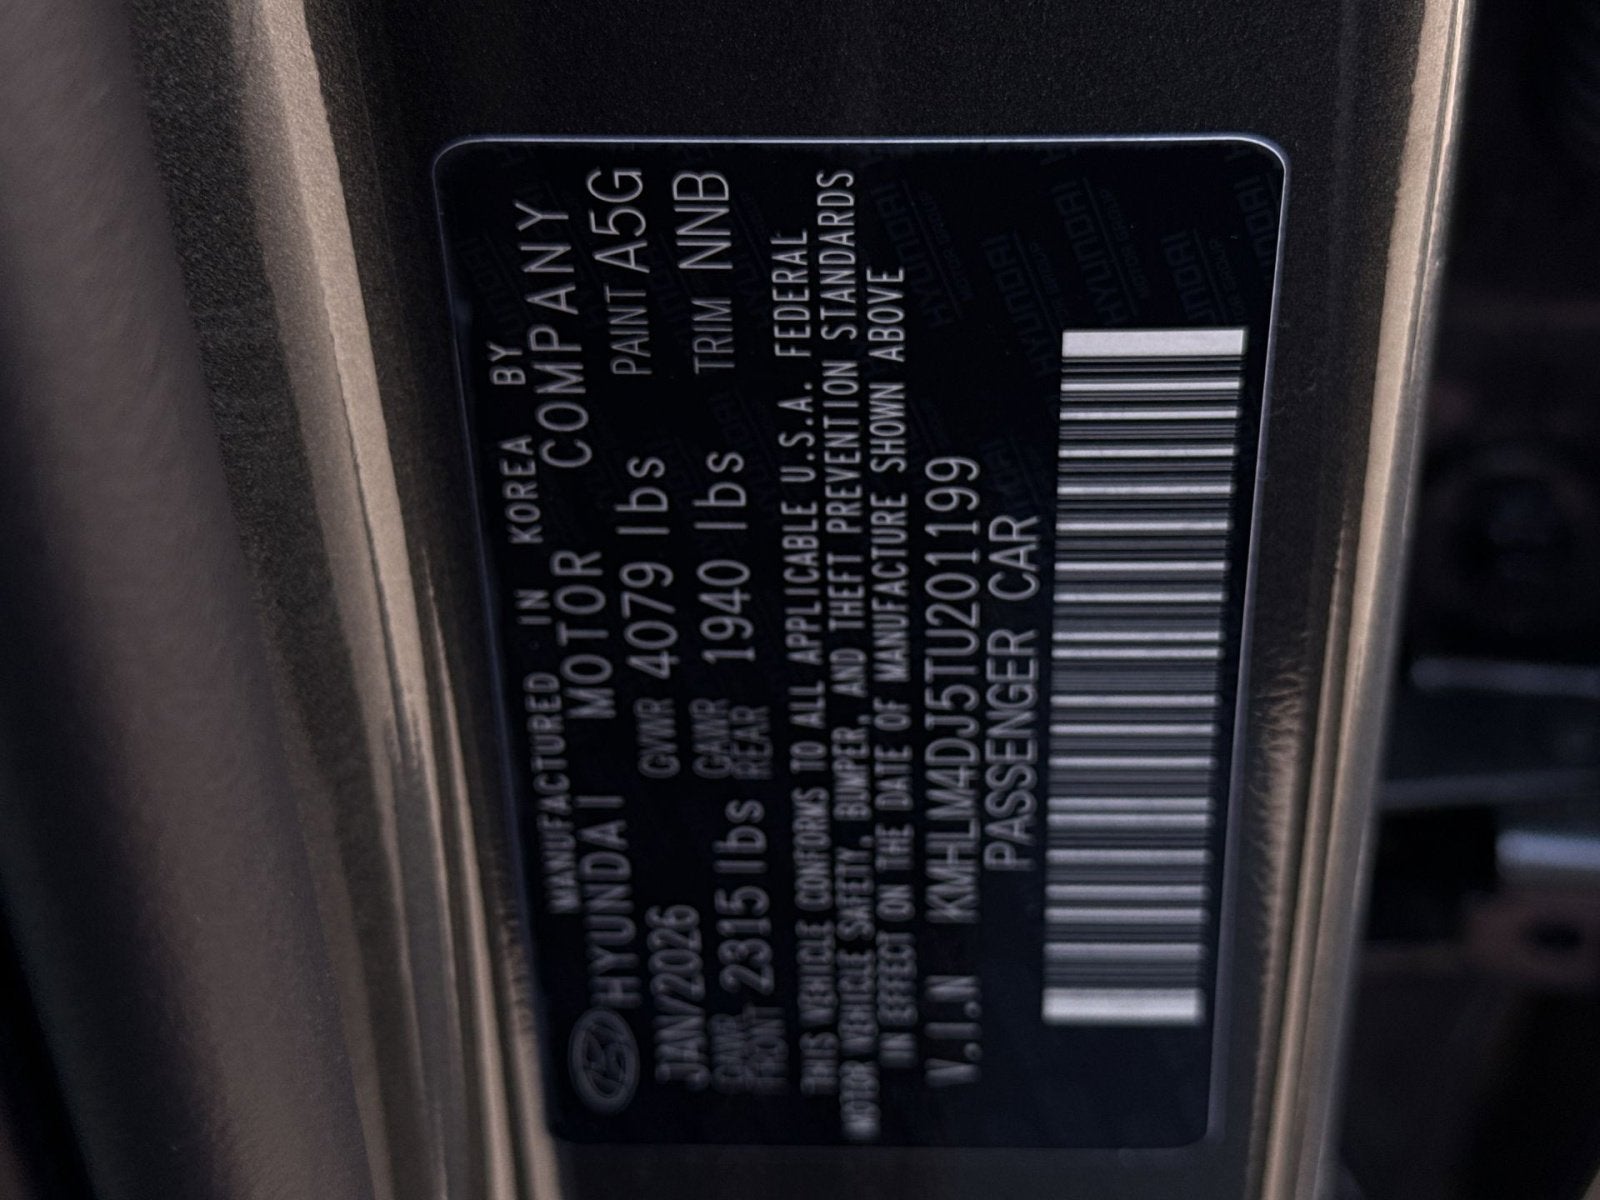 MANUFACTURED IN KOREA BY
HYUNDAI MOTOR COMPANY
JAN/2026 GVWR 4079 lbs PAINT A5G
GAWR FRONT 2315 lbs GAWR REAR 1940 lbs TRIM NNB
THIS VEHICLE CONFORMS TO ALL APPLICABLE U.S.A. FEDERAL
MOTOR VEHICLE SAFETY, BUMPER, AND THEFT PREVENTION STANDARDS
IN EFFECT ON THE DATE OF MANUFACTURE SHOWN ABOVE
V.I.N KMHLM4DJ5TU201199
PASSENGER CAR